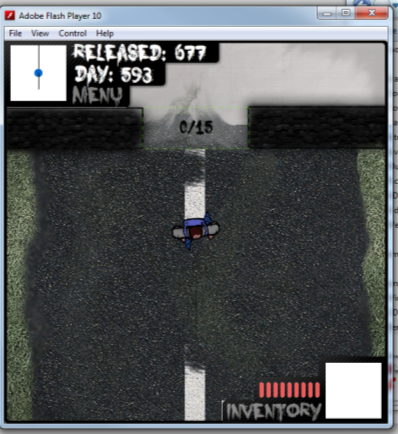 Adobe Flash Player 10
File View Control Help
RELEASED: 677
DAY: 593
MENU
0/15
INVENTORY